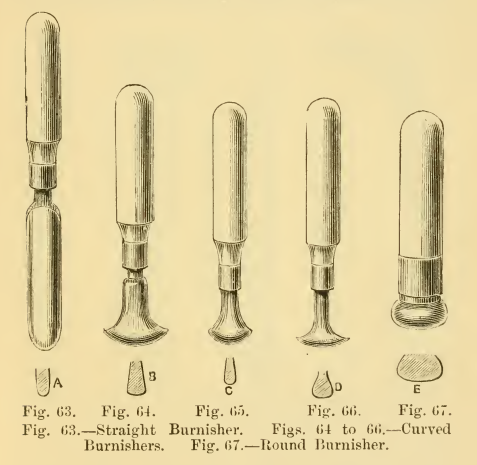 A B C D E
Fig. 63. Fig. 64. Fig. 65. Fig. 66. Fig. 67.
Fig. 63.—Straight Burnisher. Figs. 64 to 66.—Curved
Burnishers. Fig. 67.—Round Burnisher.